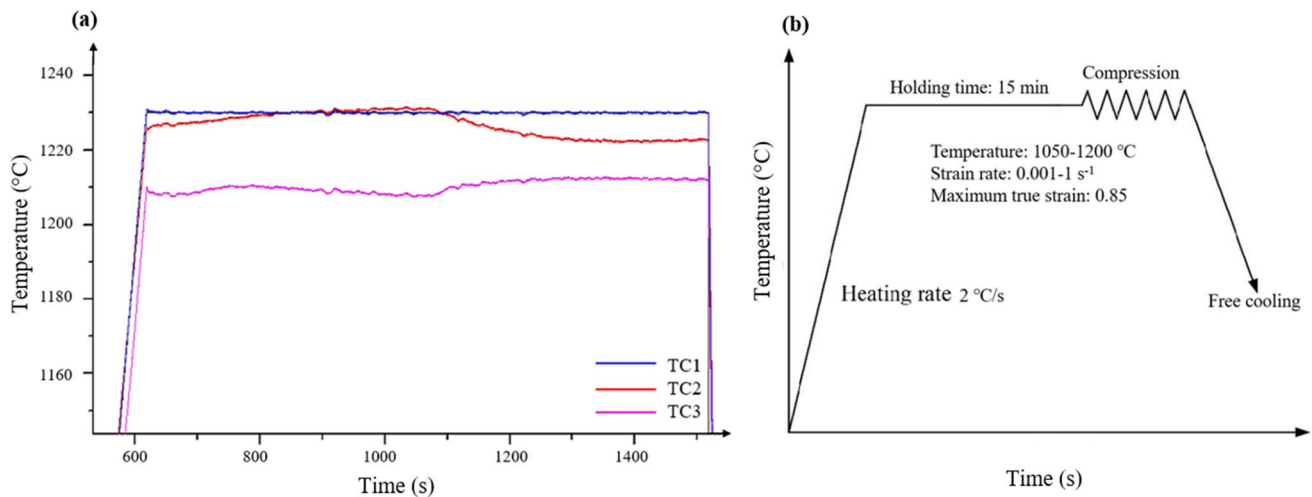 (a)
1240
1220
1200
1180
1160
600
800
1000
1200
1400
Temperature (°C)
Time (s)
TC1
TC2
TC3
(b)
Holding time: 15 min
Compression
Temperature: 1050-1200 °C
Strain rate: 0.001-1 s⁻¹
Maximum true strain: 0.85
Heating rate 2 °C/s
Free cooling
Temperature (°C)
Time (s)